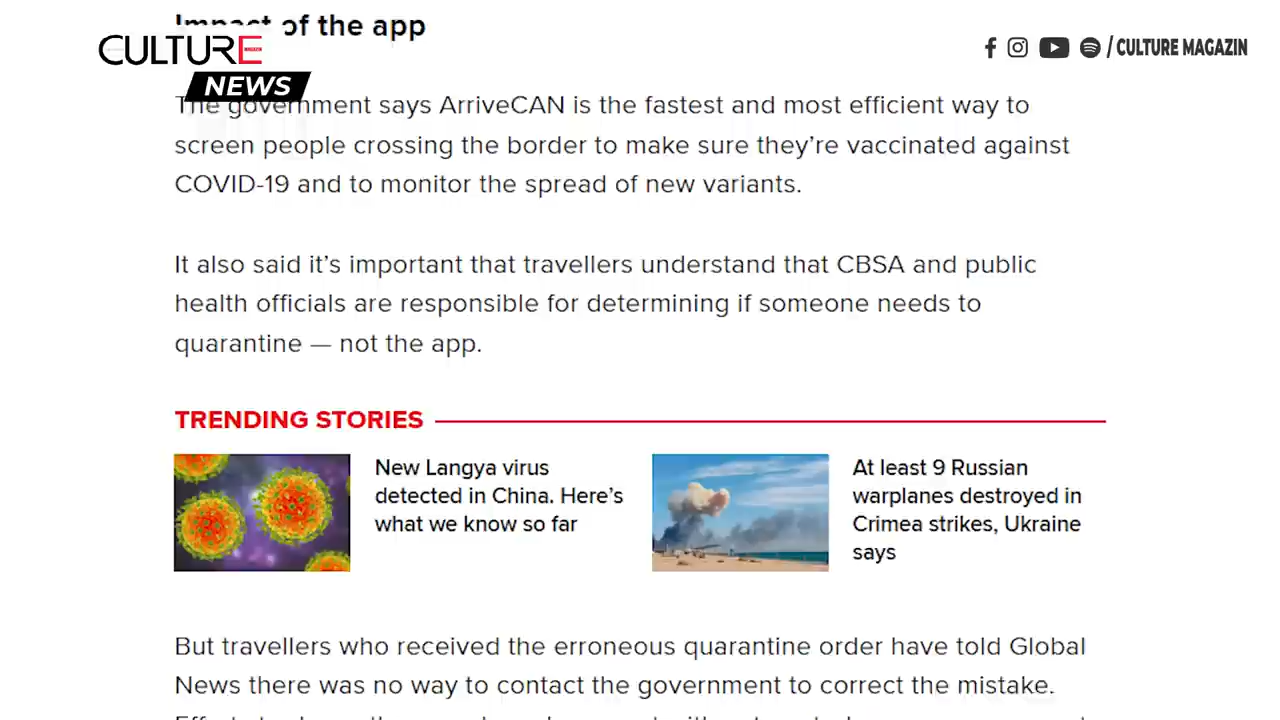 Impact of the app
CULTURE
NEWS
/ CULTURE MAGAZIN
The government says ArriveCAN is the fastest and most efficient way to
screen people crossing the border to make sure they’re vaccinated against
COVID-19 and to monitor the spread of new variants.
It also said it’s important that travellers understand that CBSA and public
health officials are responsible for determining if someone needs to
quarantine — not the app.
TRENDING STORIES
New Langya virus
detected in China. Here’s
what we know so far
At least 9 Russian
warplanes destroyed in
Crimea strikes, Ukraine
says
But travellers who received the erroneous quarantine order have told Global
News there was no way to contact the government to correct the mistake.